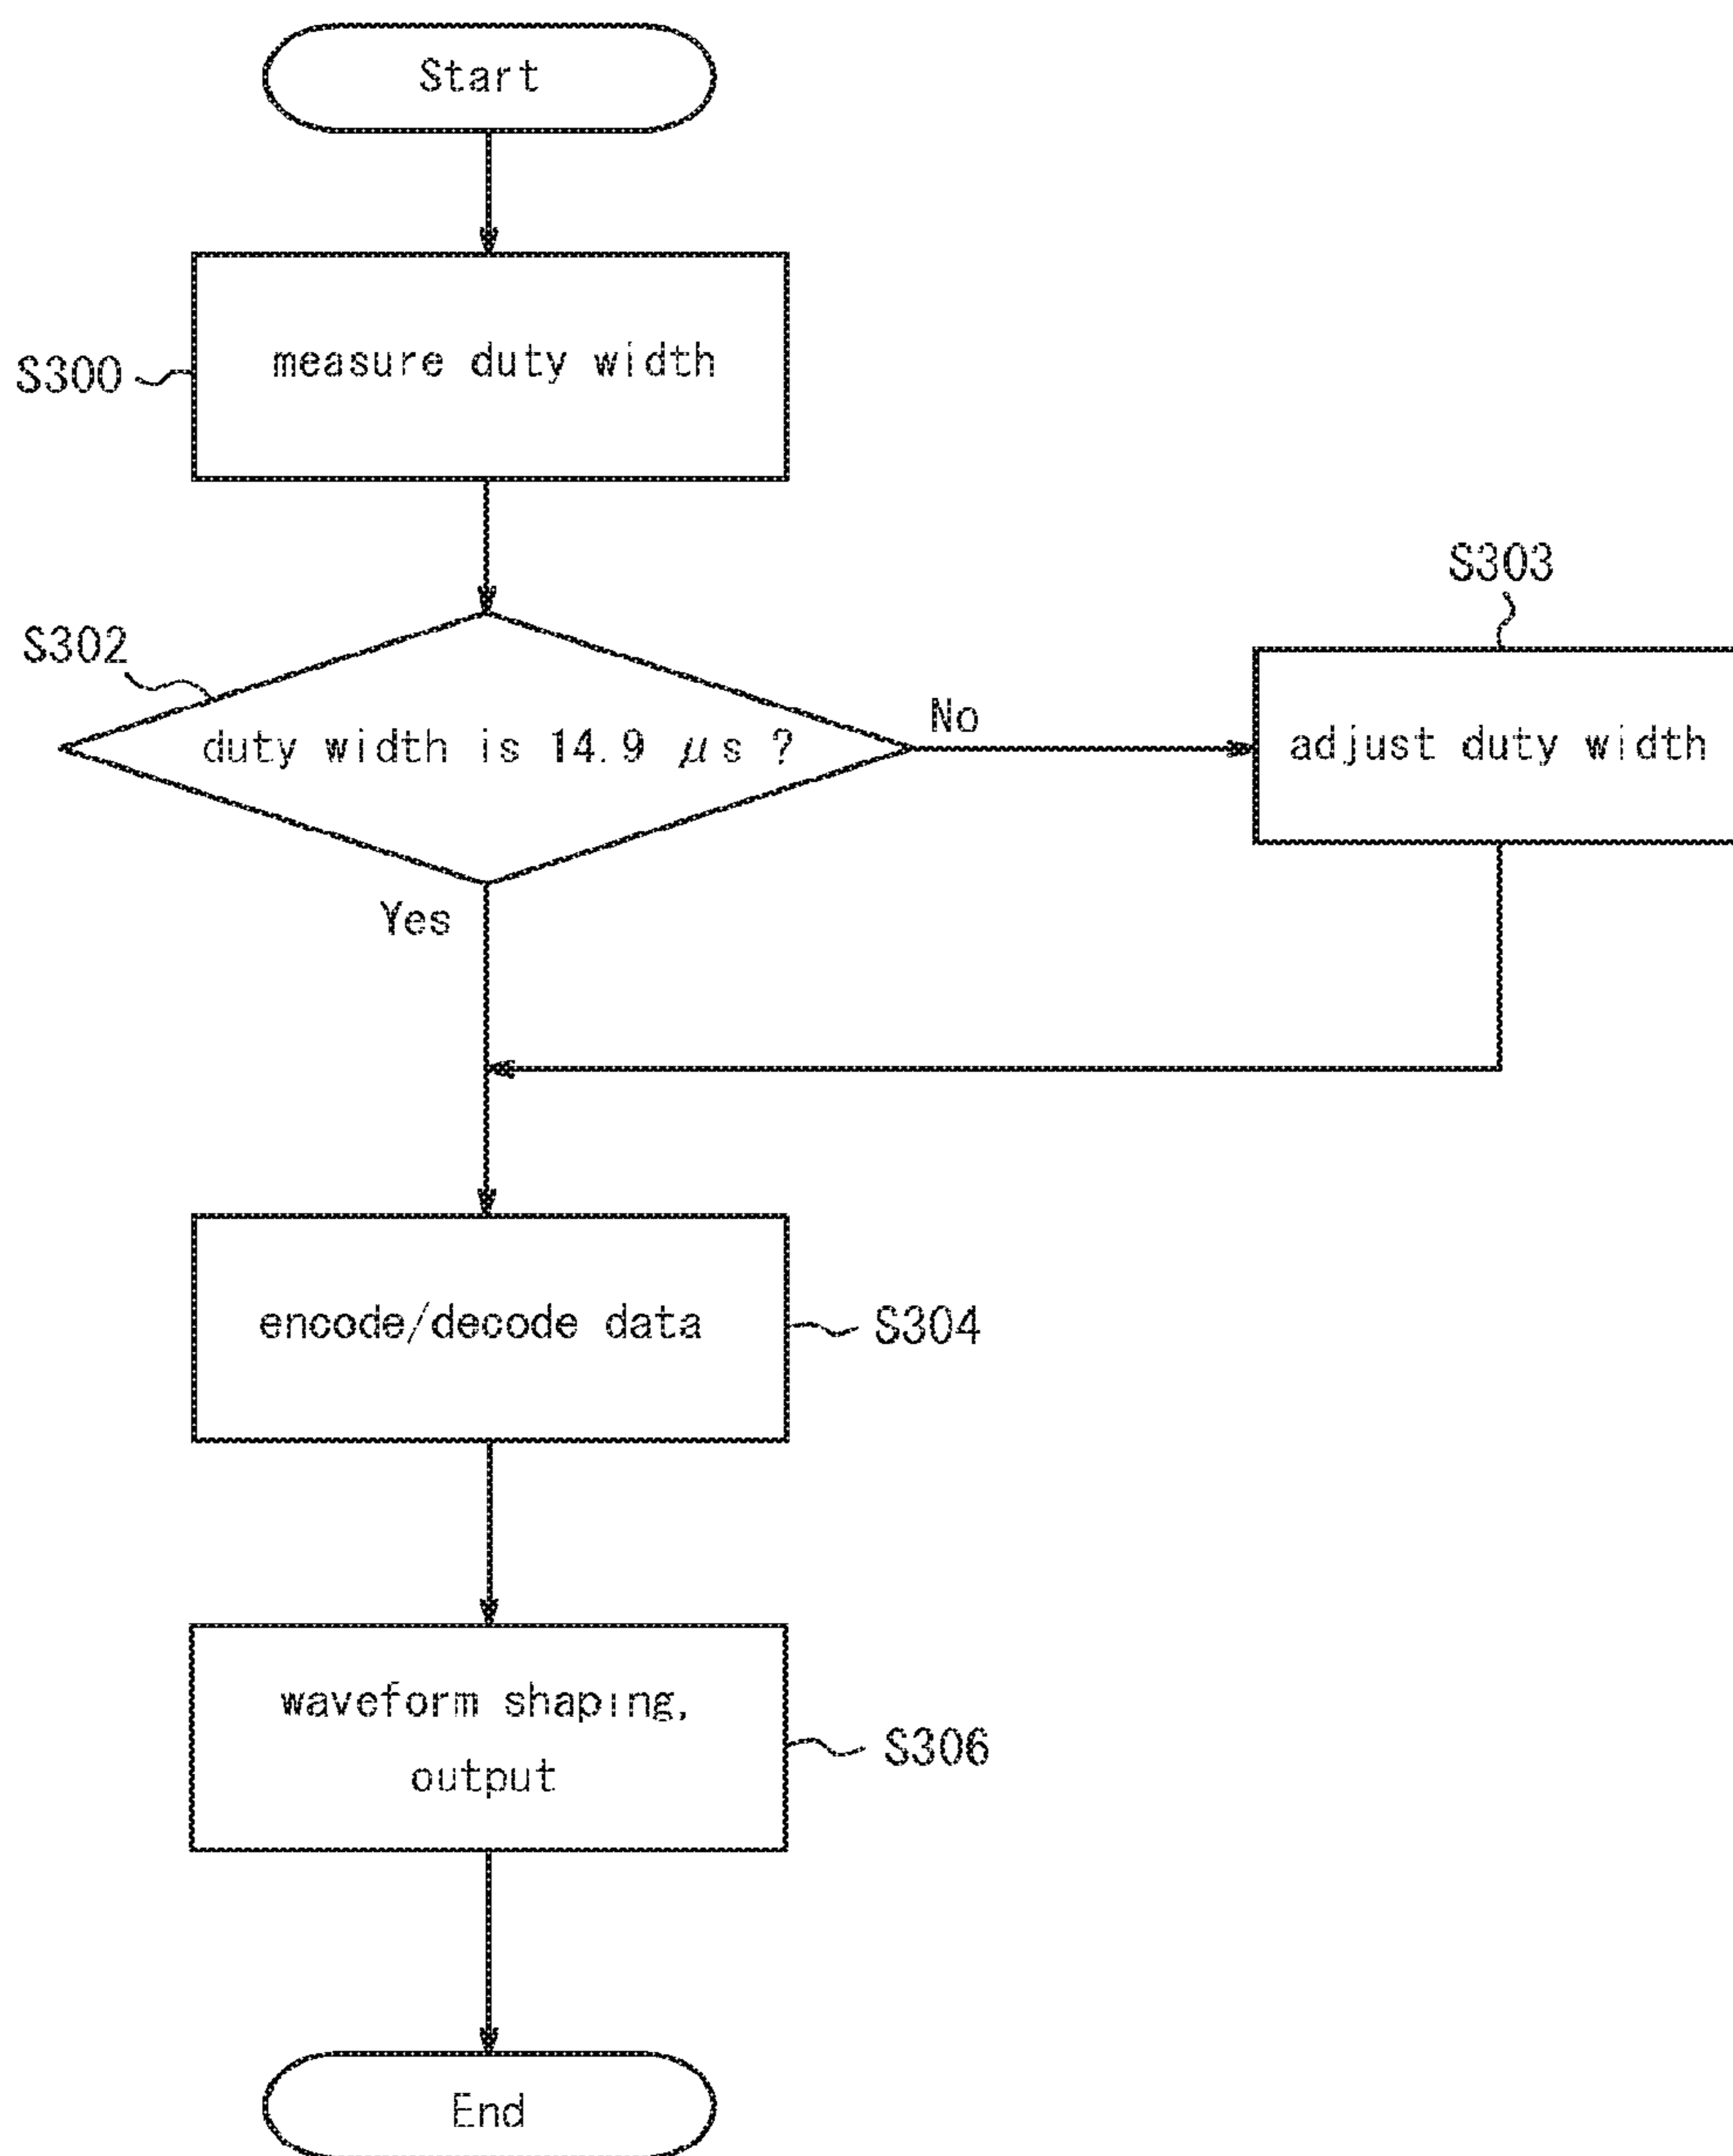 Start
S300
measure duty width
S303
S302
duty width is 14.9 μs ?
No
adjust duty width
Yes
encode/decode data
S304
waveform shaping,
output
S306
End